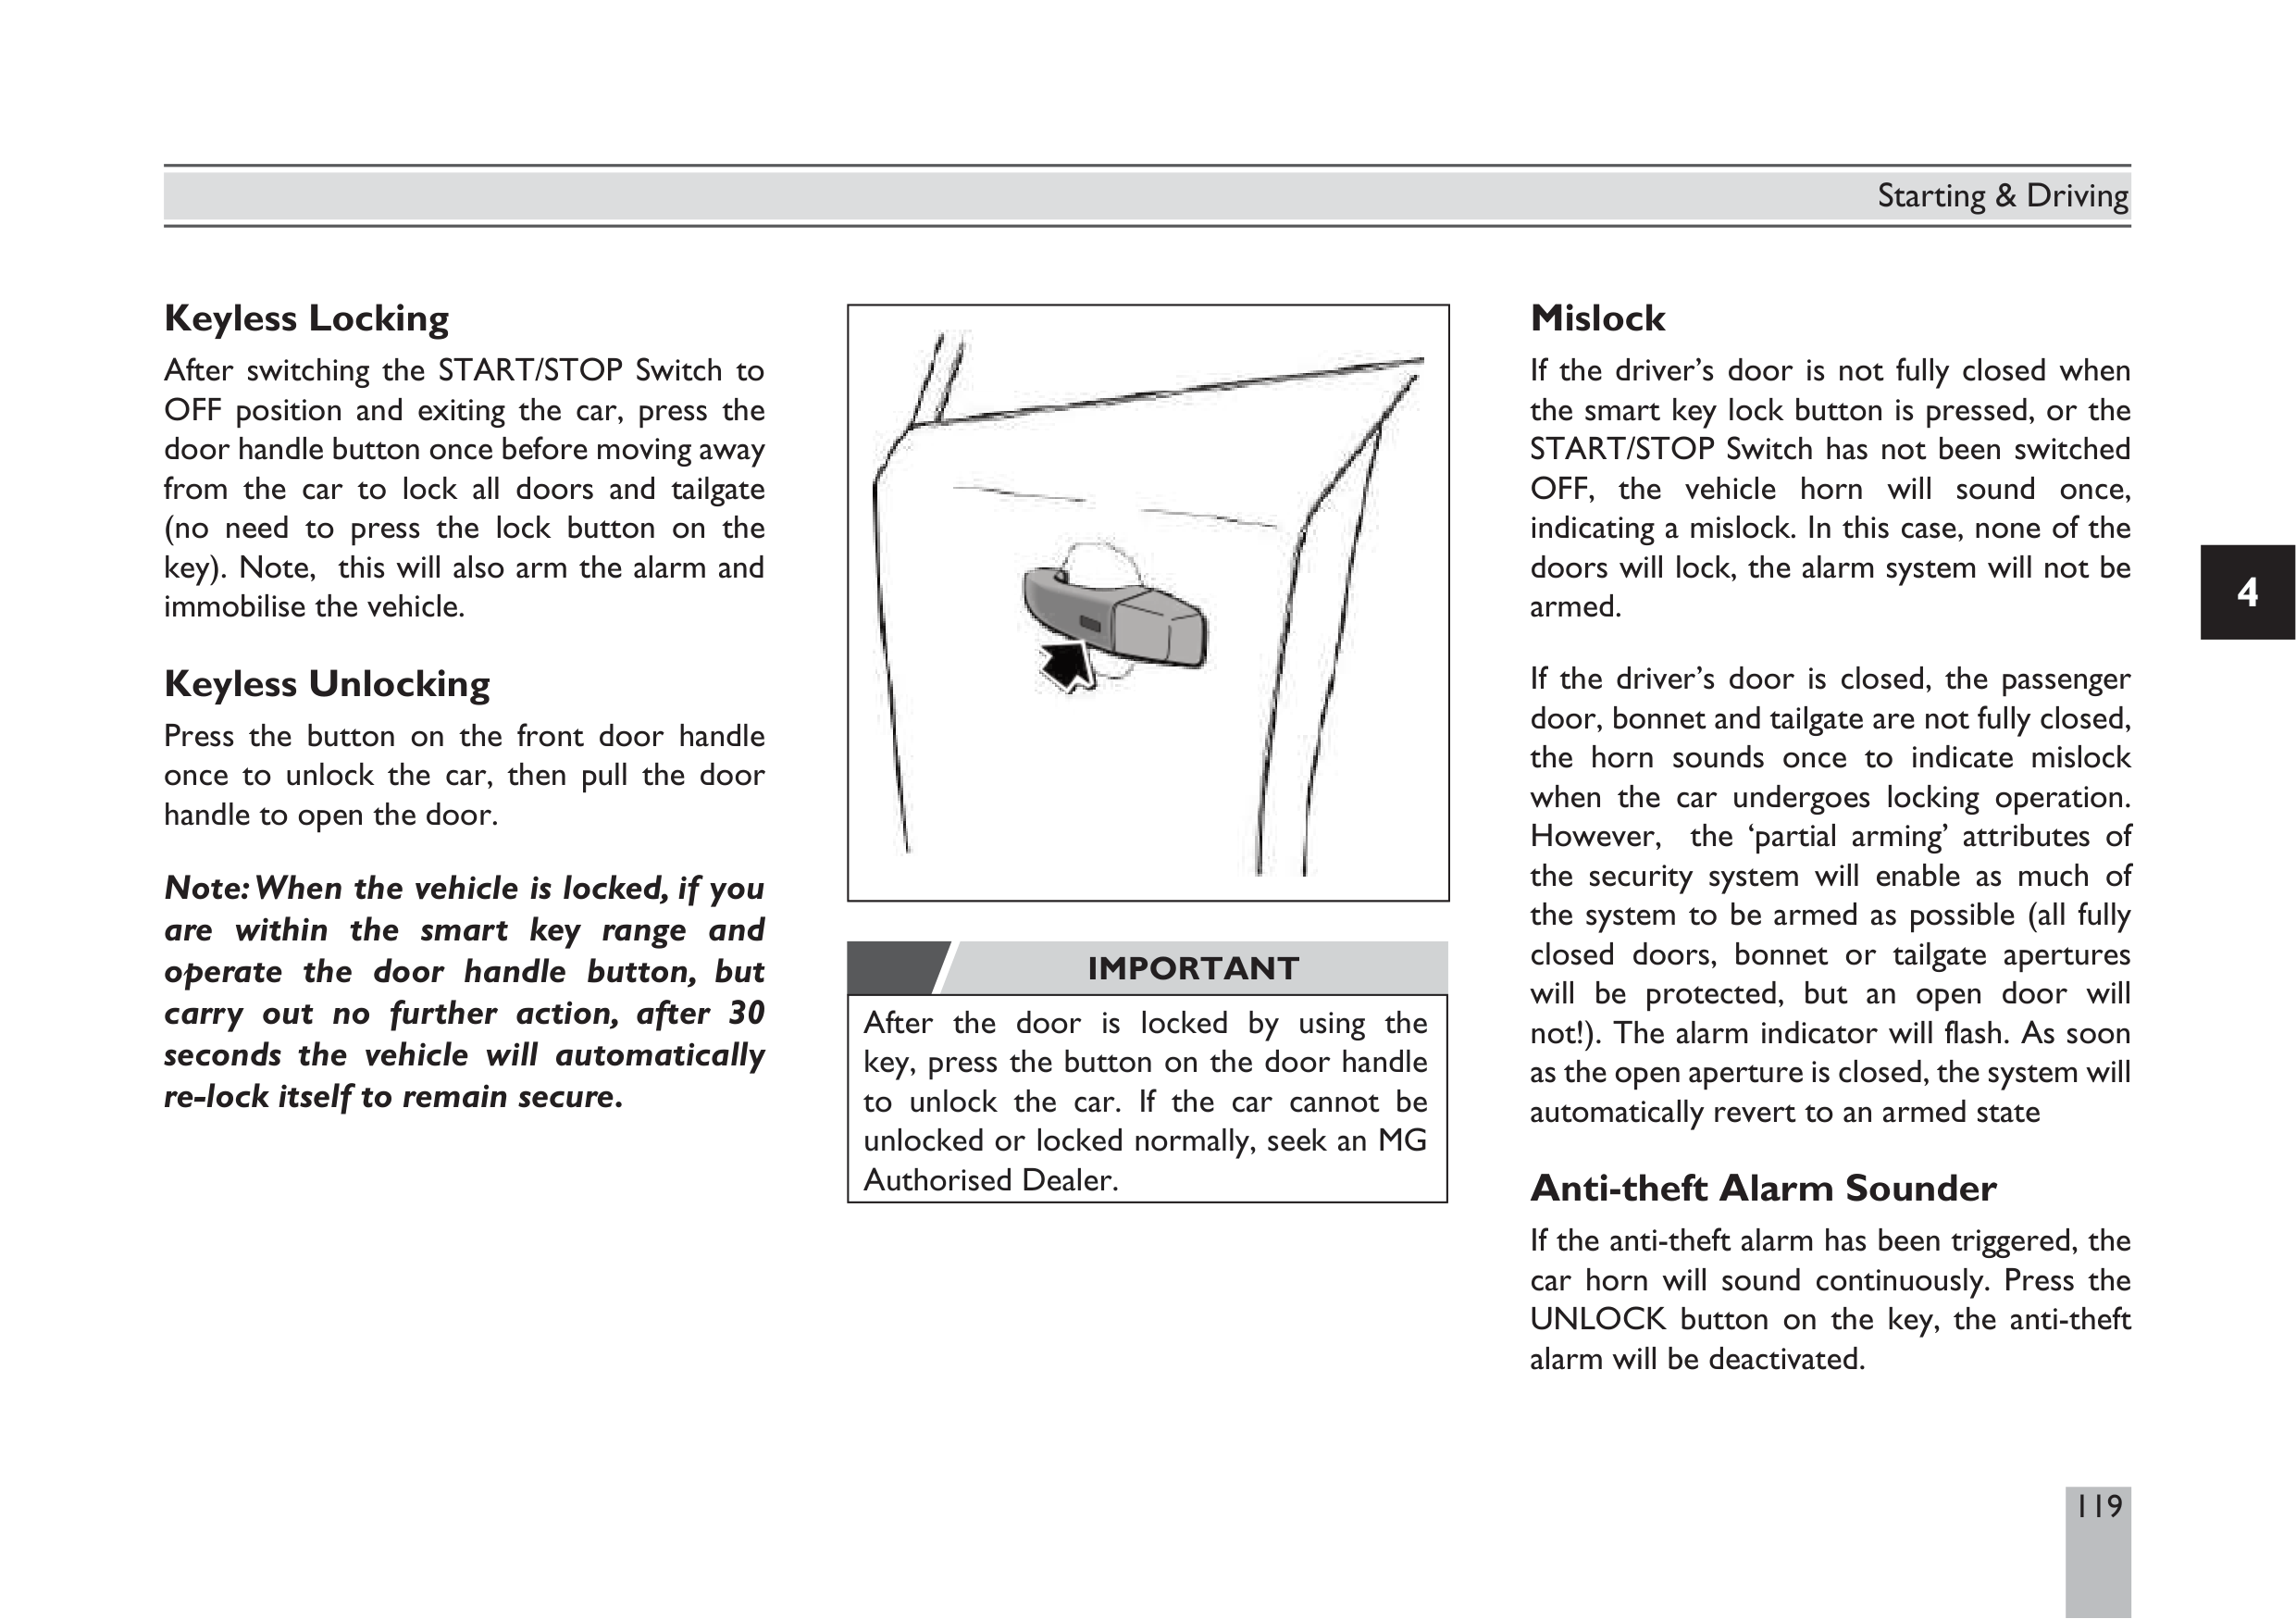 Starting & Driving
Keyless Locking
After switching the START/STOP Switch to
OFF position and exiting the car, press the
door handle button once before moving away
from the car to lock all doors and tailgate
(no need to press the lock button on the
key). Note,  this will also arm the alarm and
immobilise the vehicle.
Keyless Unlocking
Press the button on the front door handle
once to unlock the car, then pull the door
handle to open the door.
Note: When the vehicle is locked, if you
are within the smart key range and
operate the door handle button, but
carry out no further action, after 30
seconds the vehicle will automatically
re-lock itself to remain secure.
IMPORTANT
After the door is locked by using the
key, press the button on the door handle
to unlock the car. If the car cannot be
unlocked or locked normally, seek an MG
Authorised Dealer.
Mislock
If the driver’s door is not fully closed when
the smart key lock button is pressed, or the
START/STOP Switch has not been switched
OFF, the vehicle horn will sound once,
indicating a mislock. In this case, none of the
doors will lock, the alarm system will not be
armed.
If the driver’s door is closed, the passenger
door, bonnet and tailgate are not fully closed,
the horn sounds once to indicate mislock
when the car undergoes locking operation.
However,  the ‘partial arming’ attributes of
the security system will enable as much of
the system to be armed as possible (all fully
closed doors, bonnet or tailgate apertures
will be protected, but an open door will
not!). The alarm indicator will flash. As soon
as the open aperture is closed, the system will
automatically revert to an armed state
Anti-theft Alarm Sounder
If the anti-theft alarm has been triggered, the
car horn will sound continuously. Press the
UNLOCK button on the key, the anti-theft
alarm will be deactivated.
4
119